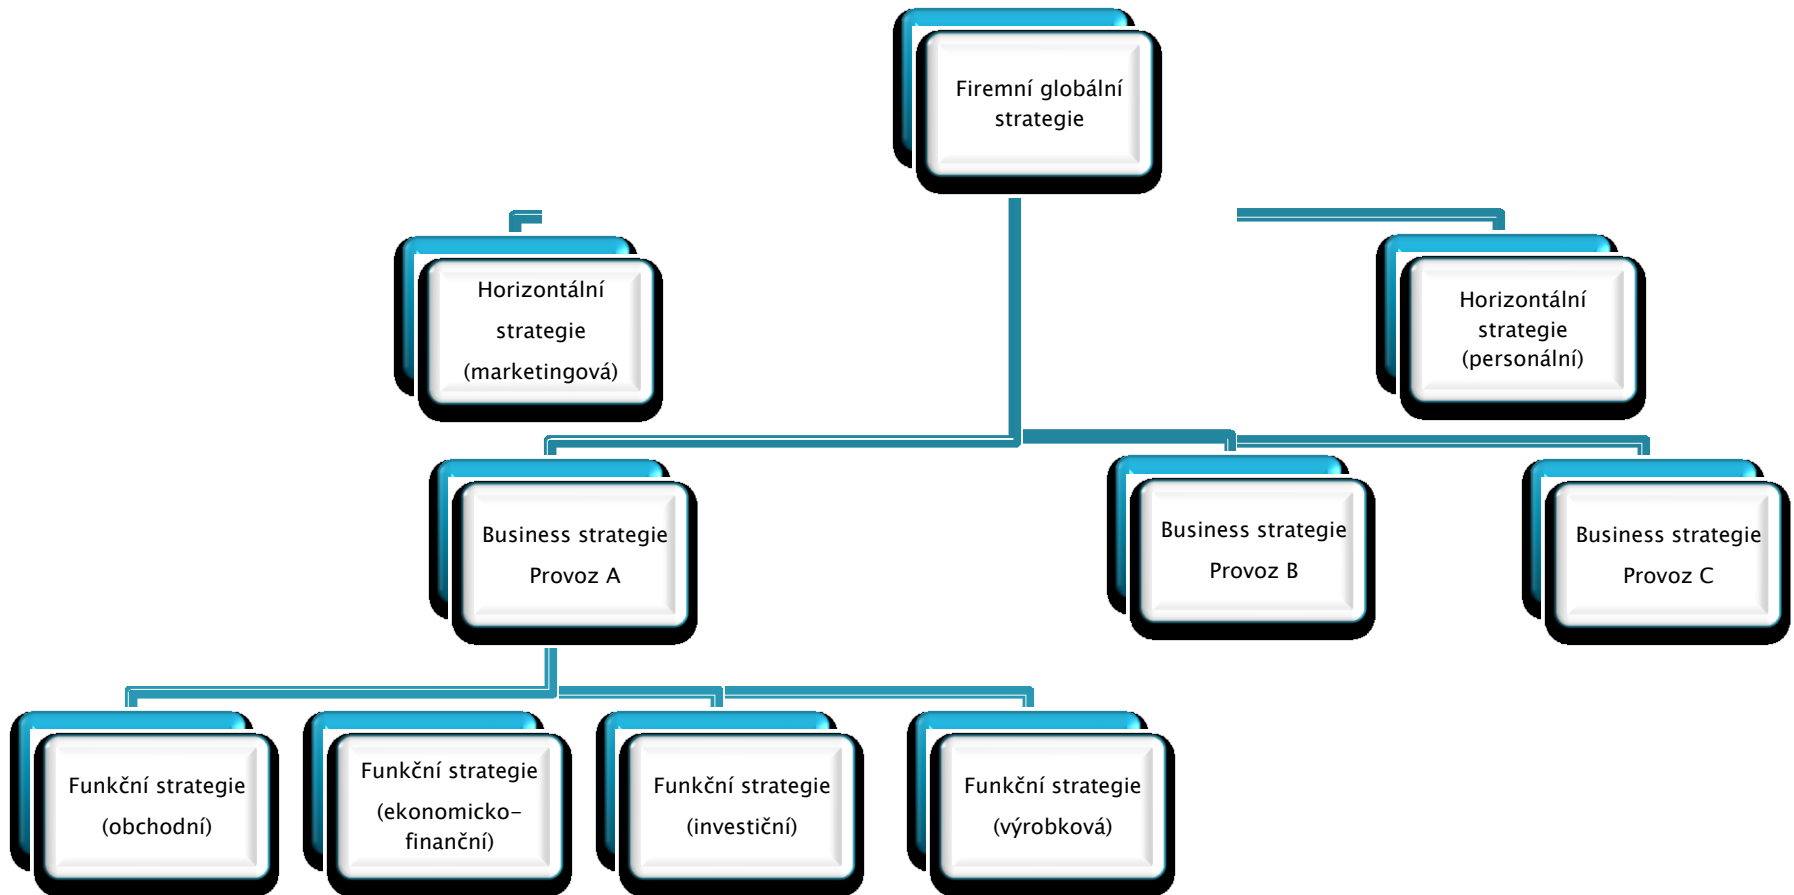 Firemní globální
strategie
Horizontální
strategie
(marketingová)
Horizontální
strategie
(personální)
Business strategie
Provoz A
Business strategie
Provoz B
Business strategie
Provoz C
Funkční strategie
(obchodní)
Funkční strategie
(ekonomicko-
finanční)
Funkční strategie
(investiční)
Funkční strategie
(výrobková)